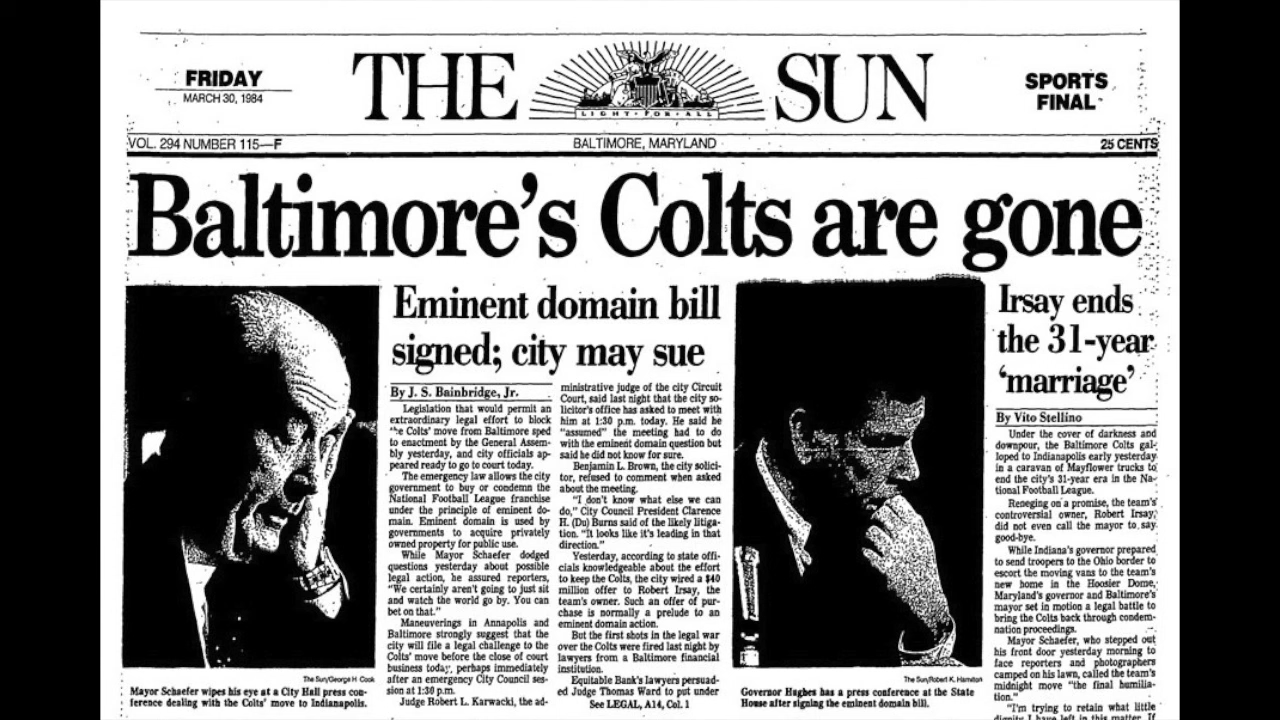 FRIDAY
MARCH 30, 1984
THE SUN
LIGHT·FOR·ALL
SPORTS
FINAL
VOL. 294 NUMBER 115—F
BALTIMORE, MARYLAND
25 CENTS
Baltimore's Colts are gone
The Sun/George H Cook
Mayor Schaefer wipes his eye at a City Hall press con-
ference dealing with the Colts' move to Indianapolis.
Eminent domain bill
signed; city may sue
By J. S. Bainbridge, Jr.
Legislation that would permit an
extraordinary legal effort to block
the Colts' move from Baltimore sped
to enactment by the General Assem-
bly yesterday, and city officials ap-
peared ready to go to court today.
The emergency law allows the city
government to buy or condemn the
National Football League franchise
under the principle of eminent do-
main. Eminent domain is used by
governments to acquire privately
owned property for public use.
While Mayor Schaefer dodged
questions yesterday about possible
legal action, he assured reporters,
"We certainly aren't going to just sit
and watch the world go by. You can
bet on that."
Maneuverings in Annapolis and
Baltimore strongly suggest that the
city will file a legal challenge to the
Colts' move before the close of court
business today, perhaps immediately
after an emergency City Council ses-
sion at 1:30 p.m.
Judge Robert L. Karwacki, the ad-
ministrative judge of the city Circuit
Court, said last night that the city so-
licitor's office has asked to meet with
him at 1:30 p.m. today. He said he
"assumed" the meeting had to do
with the eminent domain question but
said he did not know for sure.
Benjamin L. Brown, the city solici-
tor, refused to comment when asked
about the meeting.
"I don't know what else we can
do," City Council President Clarence
H. (Du) Burns said of the likely litiga-
tion. "It looks like it's leading in that
direction."
Yesterday, according to state offi-
cials knowledgeable about the effort
to keep the Colts, the city wired a $40
million offer to Robert Irsay, the
team's owner. Such an offer of pur-
chase is normally a prelude to an
eminent domain action.
But the first shots in the legal war
over the Colts were fired last night by
lawyers from a Baltimore financial
institution.
Equitable Bank's lawyers persuad-
ed Judge Thomas Ward to put under
See LEGAL, A14, Col. 1
The Sun/Robert K. Hamilton
Governor Hughes has a press conference at the State
House after signing the eminent domain bill.
Irsay ends
the 31-year
'marriage'
By Vito Stellino
Under the cover of darkness and
downpour, the Baltimore Colts gal-
loped to Indianapolis early yesterday
in a caravan of Mayflower trucks to
end the city's 31-year era in the Na-
tional Football League.
Reneging on a promise, the team's
controversial owner, Robert Irsay,
did not even call the mayor to say
good-bye.
While Indiana's governor prepared
to send troopers to the Ohio border to
escort the moving vans to the team's
new home in the Hoosier Dome,
Maryland's governor and Baltimore's
mayor set in motion a legal battle to
bring the Colts back through condem-
nation proceedings.
Mayor Schaefer, who stepped out
his front door yesterday morning to
face reporters and photographers
camped on his lawn, called the team's
midnight move "the final humilia-
tion."
"I'm trying to retain what little
dignity I have left in this matter. If